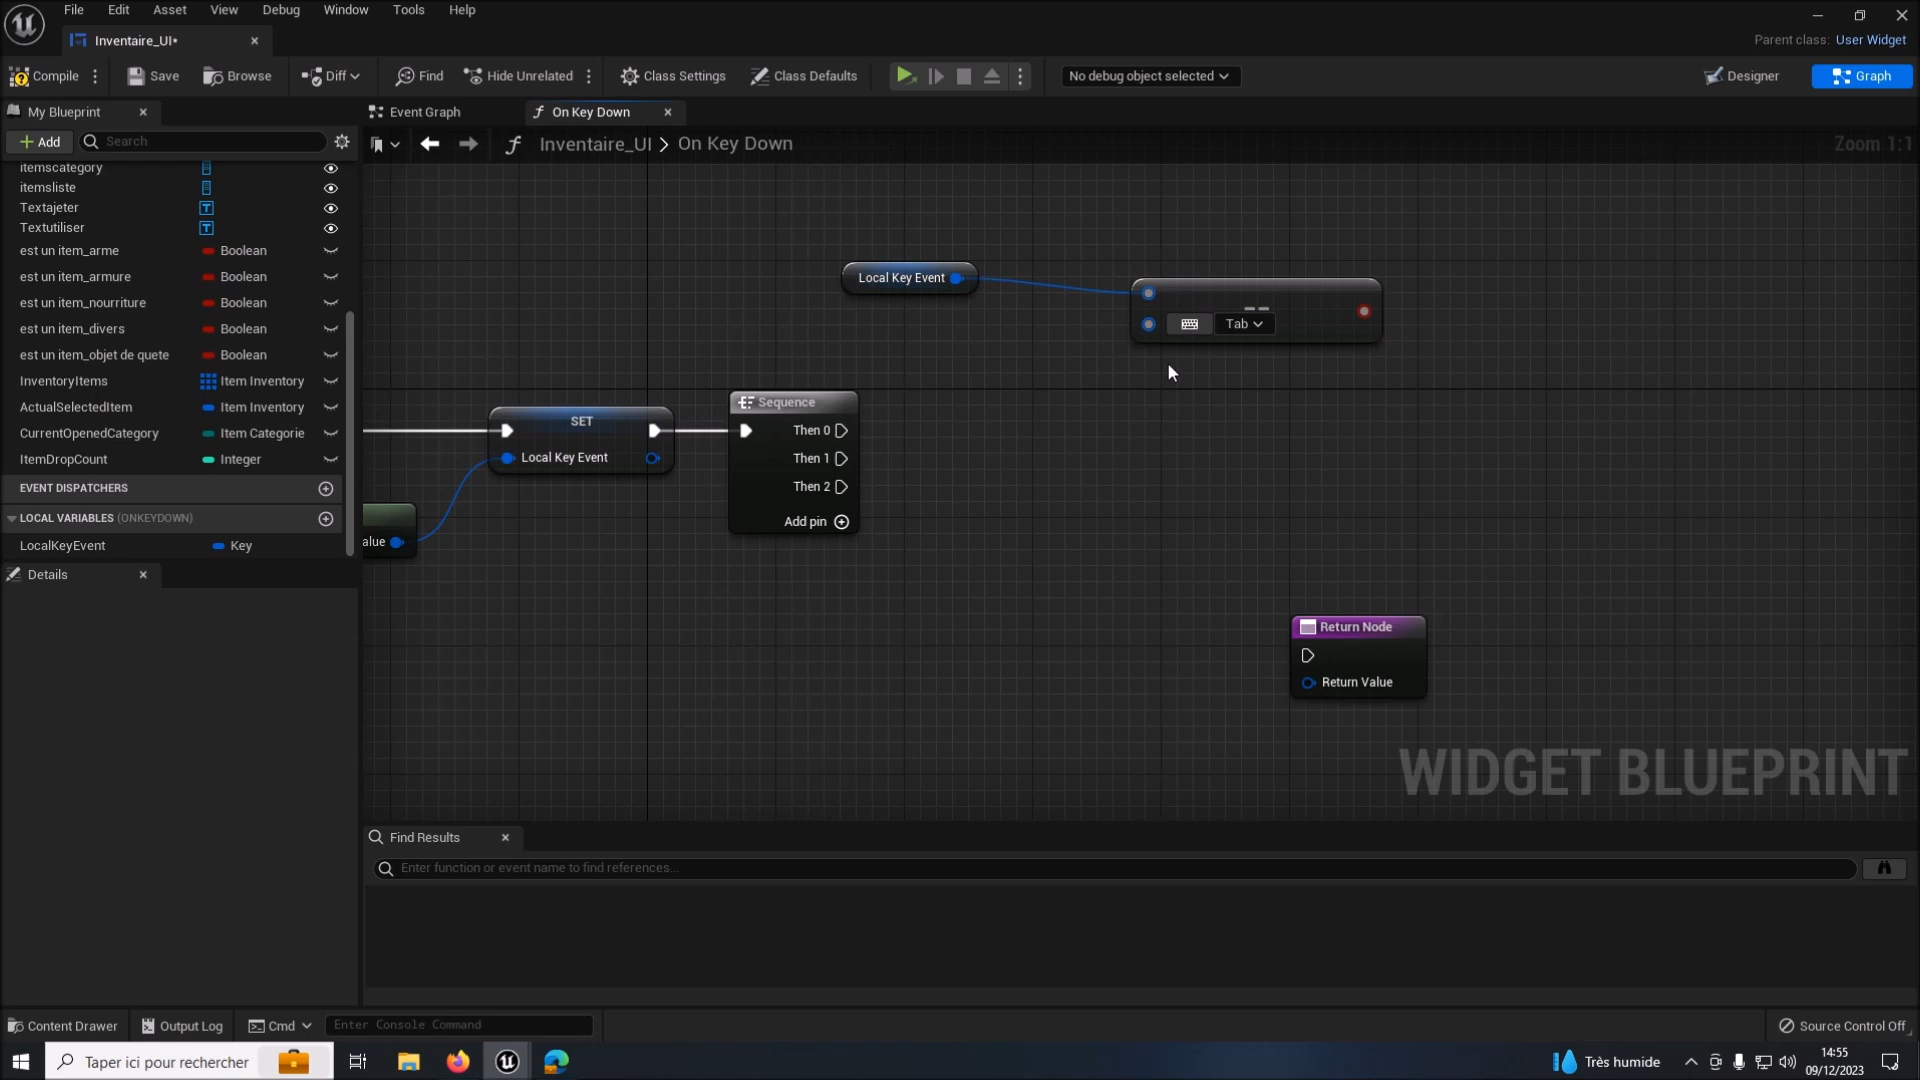 File Edit Asset View Debug Window Tools Help
Inventaire_UI•
Parent class: User Widget
Compile Save Browse Diff Find Hide Unrelated Class Settings Class Defaults No debug object selected Designer Graph
My Blueprint Event Graph On Key Down
Add Search Inventaire_UI > On Key Down Zoom 1:1
itemscategory
itemsliste
Textajeter
Textutiliser
est un item_arme Boolean
est un item_armure Boolean
est un item_nourriture Boolean
est un item_divers Boolean
est un item_objet de quete Boolean
InventoryItems Item Inventory
ActualSelectedItem Item Inventory
CurrentOpenedCategory Item Categorie
ItemDropCount Integer
EVENT DISPATCHERS
LOCAL VARIABLES (ONKEYDOWN)
LocalKeyEvent Key
Details
Local Key Event
==
Tab
SET
Local Key Event
alue
Sequence
Then 0
Then 1
Then 2
Add pin
Return Node
Return Value
WIDGET BLUEPRINT
Find Results
Enter function or event name to find references...
Content Drawer Output Log Cmd Enter Console Command Source Control Off
Taper ici pour rechercher Très humide 14:55
09/12/2023